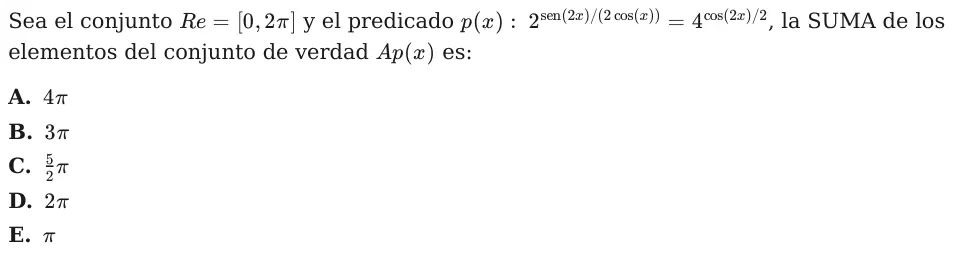 Sea el conjunto Re = [0, 2π] y el predicado p(x) : 2^{sen(2x)/(2 cos(x))} = 4^{cos(2x)/2}, la SUMA de los
elementos del conjunto de verdad Ap(x) es:
A. 4π
B. 3π
C. \frac{5}{2}π
D. 2π
E. π